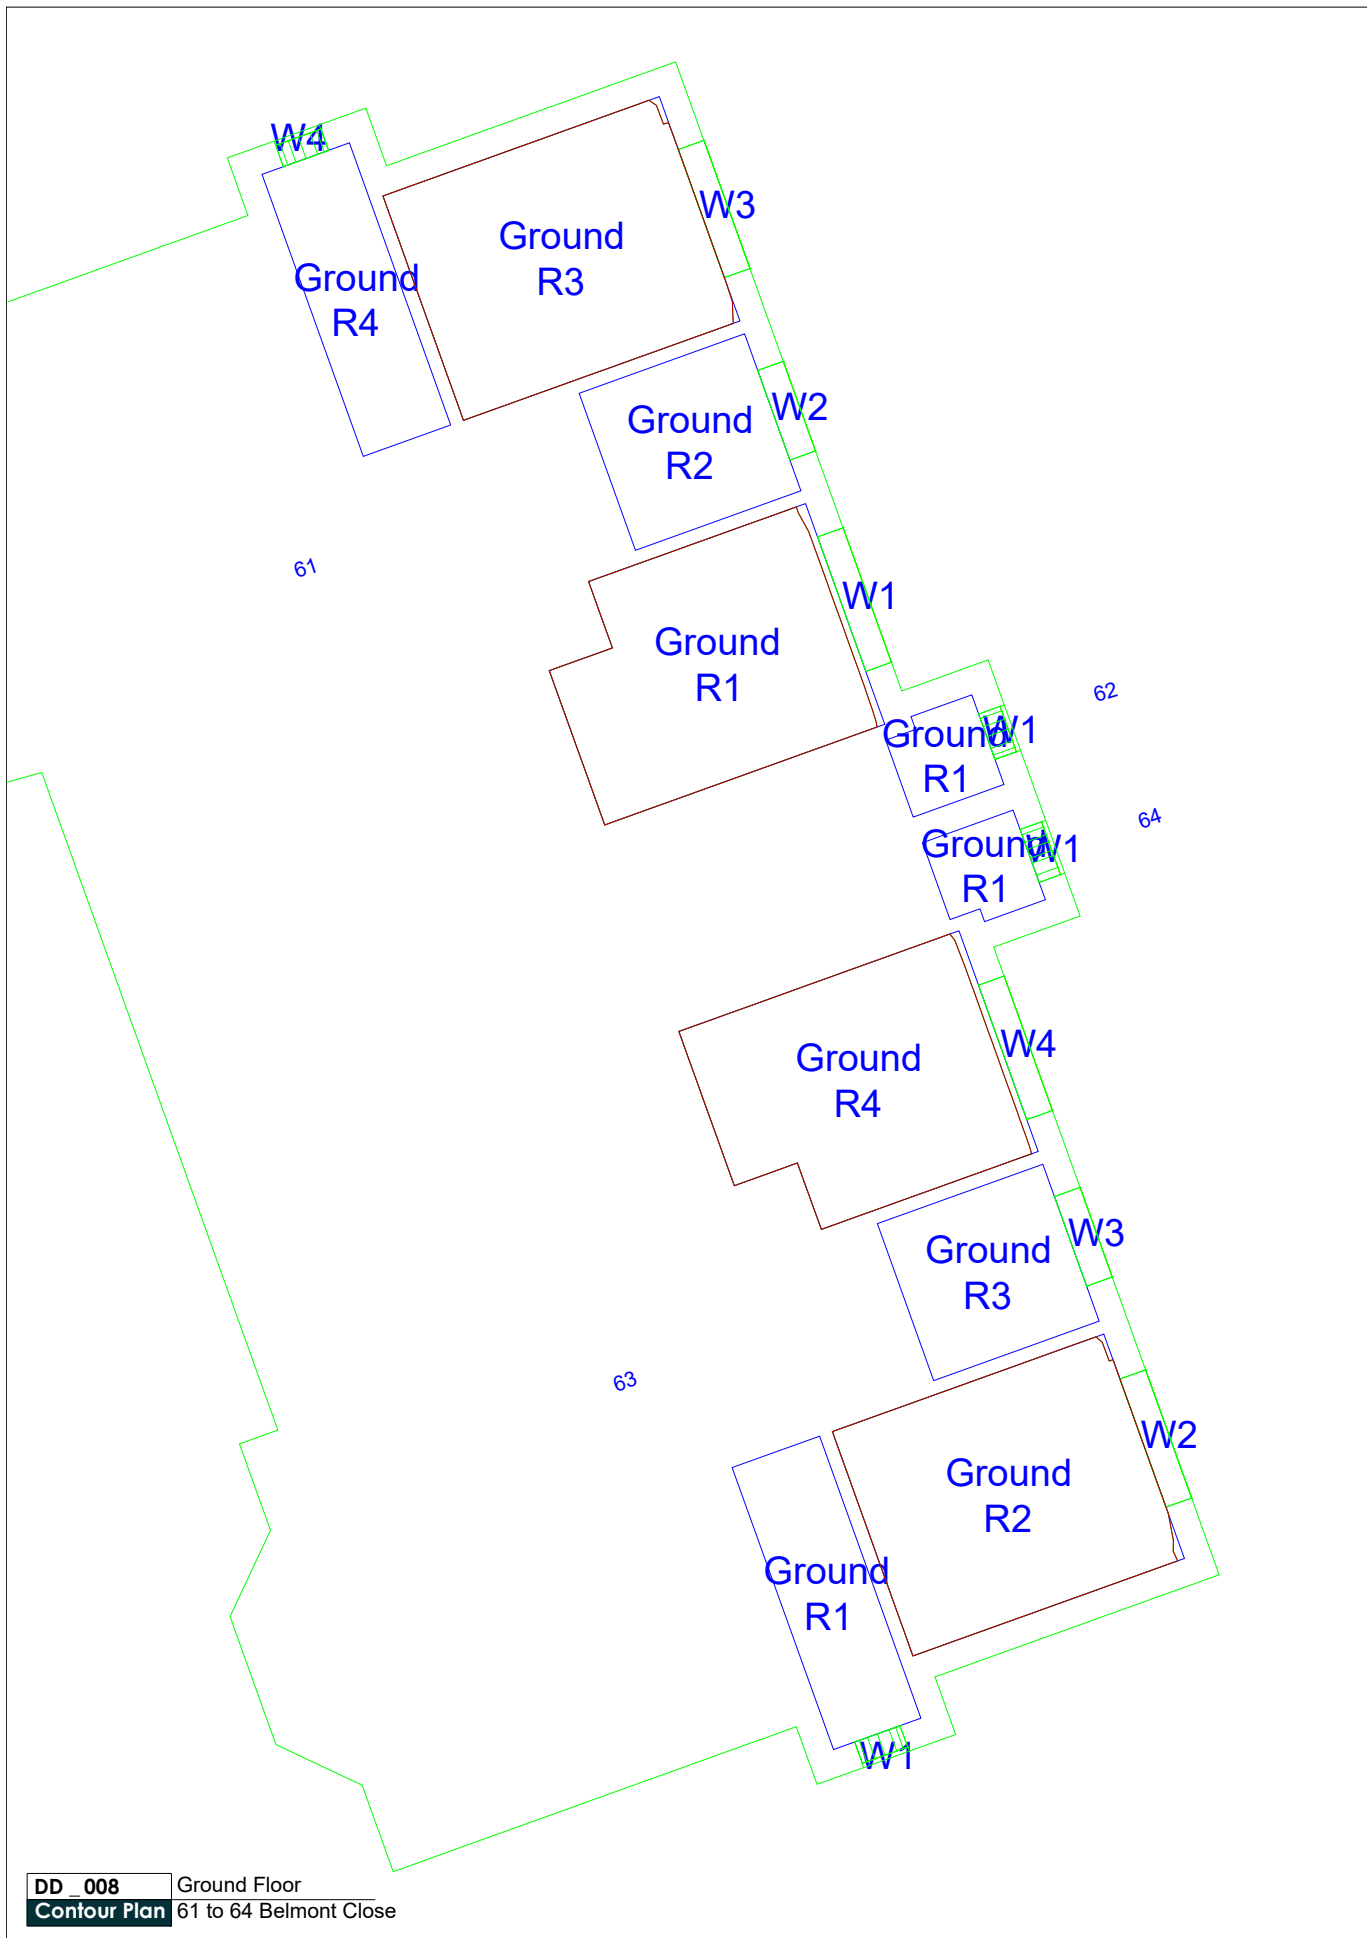 W4
W3
Ground
R3
Ground
R4
W2
Ground
R2
61
W1
Ground
R1
62
W1
Ground
R1
64
W1
Ground
R1
W4
Ground
R4
W3
Ground
R3
63
W2
Ground
R2
Ground
R1
W1
DD _ 008
Ground Floor
Contour Plan
61 to 64 Belmont Close